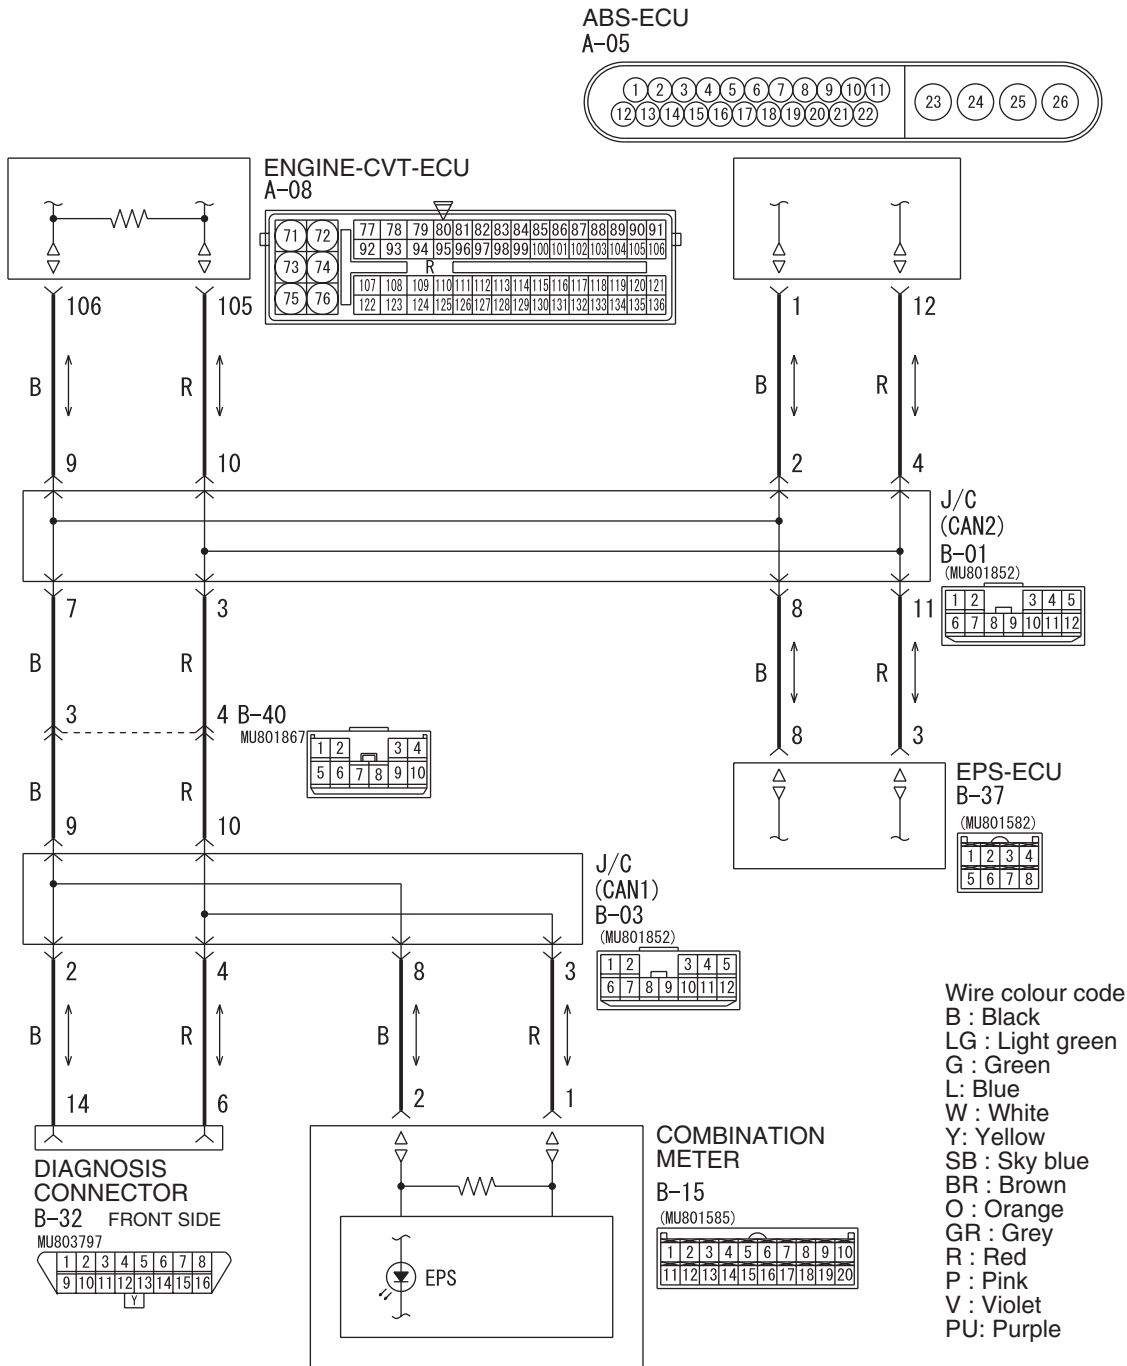 ABS-ECU
A-05
1 2 3 4 5 6 7 8 9 10 11
12 13 14 15 16 17 18 19 20 21 22
23 24 25 26
ENGINE-CVT-ECU
A-08
71 72
73 74
75 76
77 78 79 80 81 82 83 84 85 86 87 88 89 90 91
92 93 94 95 96 97 98 99 100 101 102 103 104 105 106
R
107 108 109 110 111 112 113 114 115 116 117 118 119 120 121
122 123 124 125 126 127 128 129 130 131 132 133 134 135 136
106 105 1 12
B R B R
9 10 2 4
J/C
(CAN2)
B-01
(MU801852)
1 2 3 4 5
6 7 8 9 10 11 12
7 3 8 11
B R B R
3 4 B-40
MU801867
1 2 3 4
5 6 7 8 9 10
8 3
EPS-ECU
B-37
(MU801582)
1 2 3 4
5 6 7 8
B R
9 10
J/C
(CAN1)
B-03
(MU801852)
1 2 3 4 5
6 7 8 9 10 11 12
2 4 8 3
B R B R
14 6 2 1
DIAGNOSIS
CONNECTOR
B-32 FRONT SIDE
MU803797
1 2 3 4 5 6 7 8
9 10 11 12 13 14 15 16
Y
EPS
COMBINATION
METER
B-15
(MU801585)
1 2 3 4 5 6 7 8 9 10
11 12 13 14 15 16 17 18 19 20
Wire colour code
B : Black
LG : Light green
G : Green
L: Blue
W : White
Y: Yellow
SB : Sky blue
BR : Brown
O : Orange
GR : Grey
R : Red
P : Pink
V : Violet
PU: Purple